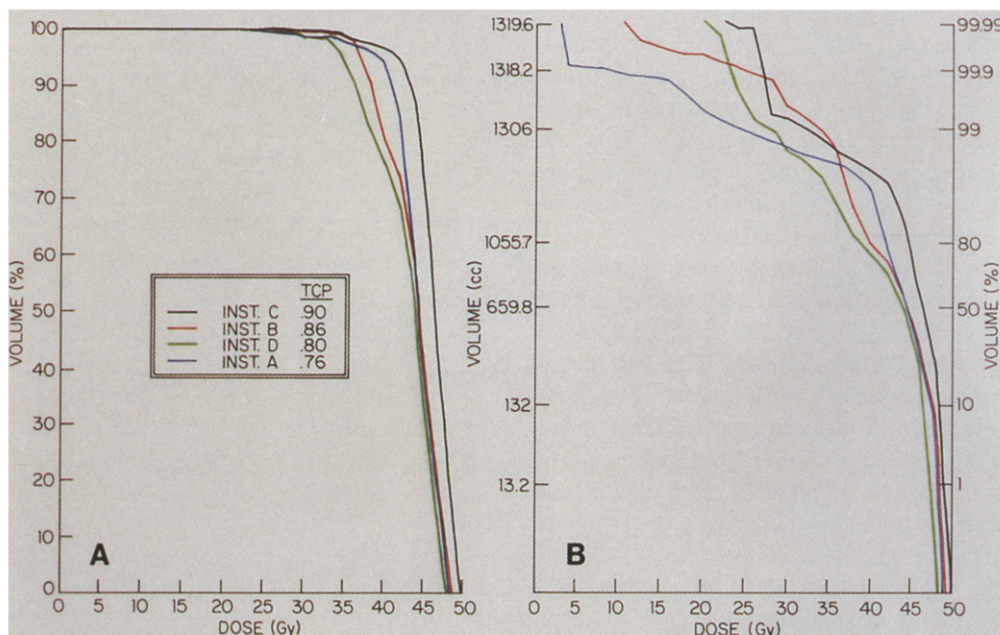 100
90
80
70
60
50
40
30
20
10
0
VOLUME (%)
TCP
INST. C .90
INST. B .86
INST. D .80
INST. A .76
A
0 5 10 15 20 25 30 35 40 45 50
DOSE (Gy)
1319.6
1318.2
1306
1055.7
659.8
132
13.2
VOLUME (cc)
99.99
99.9
99
80
50
10
1
VOLUME (%)
B
0 5 10 15 20 25 30 35 40 45 50
DOSE (Gy)